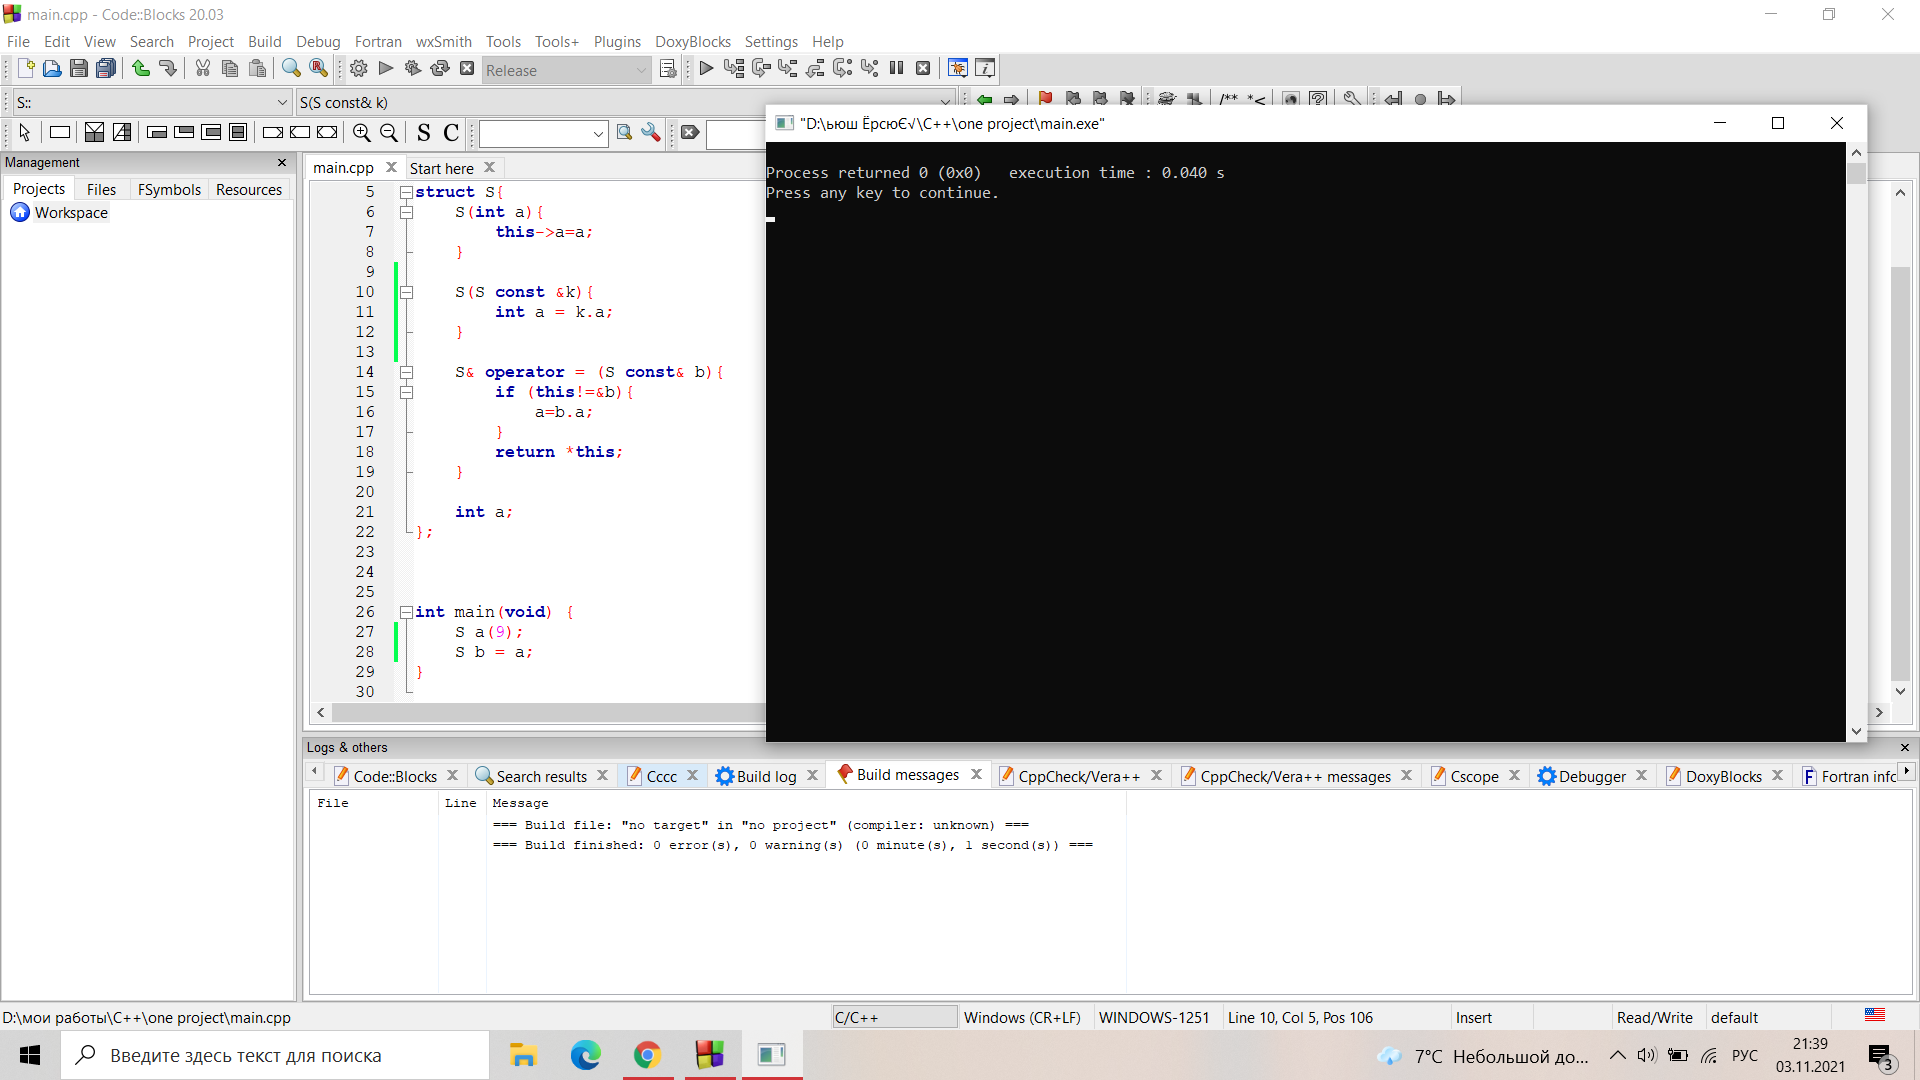 main.cpp - Code::Blocks 20.03
File Edit View Search Project Build Debug Fortran wxSmith Tools Tools+ Plugins DoxyBlocks Settings Help
Release
S::
S(S const& k)
/** *<
S C
Management
Projects Files FSymbols Resources
Workspace
main.cpp Start here
5 struct S{
6 S(int a){
7 this->a=a;
8 }
9
10 S(S const &k){
11 int a = k.a;
12 }
13
14 S& operator = (S const& b){
15 if (this!=&b){
16 a=b.a;
17 }
18 return *this;
19 }
20
21 int a;
22 };
23
24
25
26 int main(void) {
27 S a(9);
28 S b = a;
29 }
30
"D:\ьюш ЁрсюЄ√\C++\one project\main.exe"
Process returned 0 (0x0) execution time : 0.040 s
Press any key to continue.
Logs & others
Code::Blocks Search results Cccc Build log Build messages CppCheck/Vera++ CppCheck/Vera++ messages Cscope Debugger DoxyBlocks Fortran info
File Line Message
=== Build file: "no target" in "no project" (compiler: unknown) ===
=== Build finished: 0 error(s), 0 warning(s) (0 minute(s), 1 second(s)) ===
D:\мои работы\C++\one project\main.cpp C/C++ Windows (CR+LF) WINDOWS-1251 Line 10, Col 5, Pos 106 Insert Read/Write default
Введите здесь текст для поиска
7°C Небольшой до... РУС
21:39
03.11.2021
3